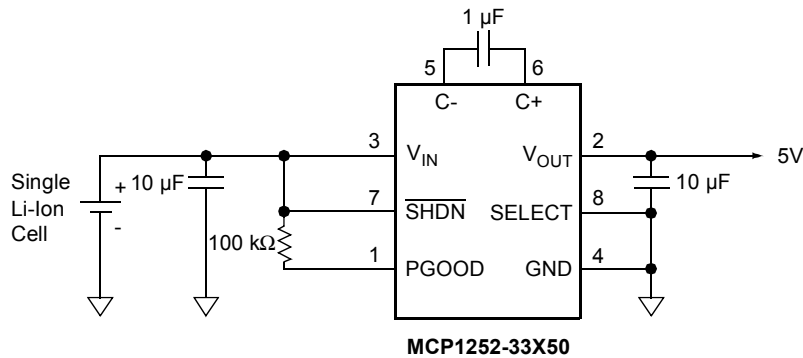 1 µF
5 6
C- C+
3 VIN VOUT 2 5V
Single Li-Ion Cell
+
-
10 µF
7 SHDN SELECT 8
10 µF
100 kΩ
1 PGOOD GND 4
MCP1252-33X50